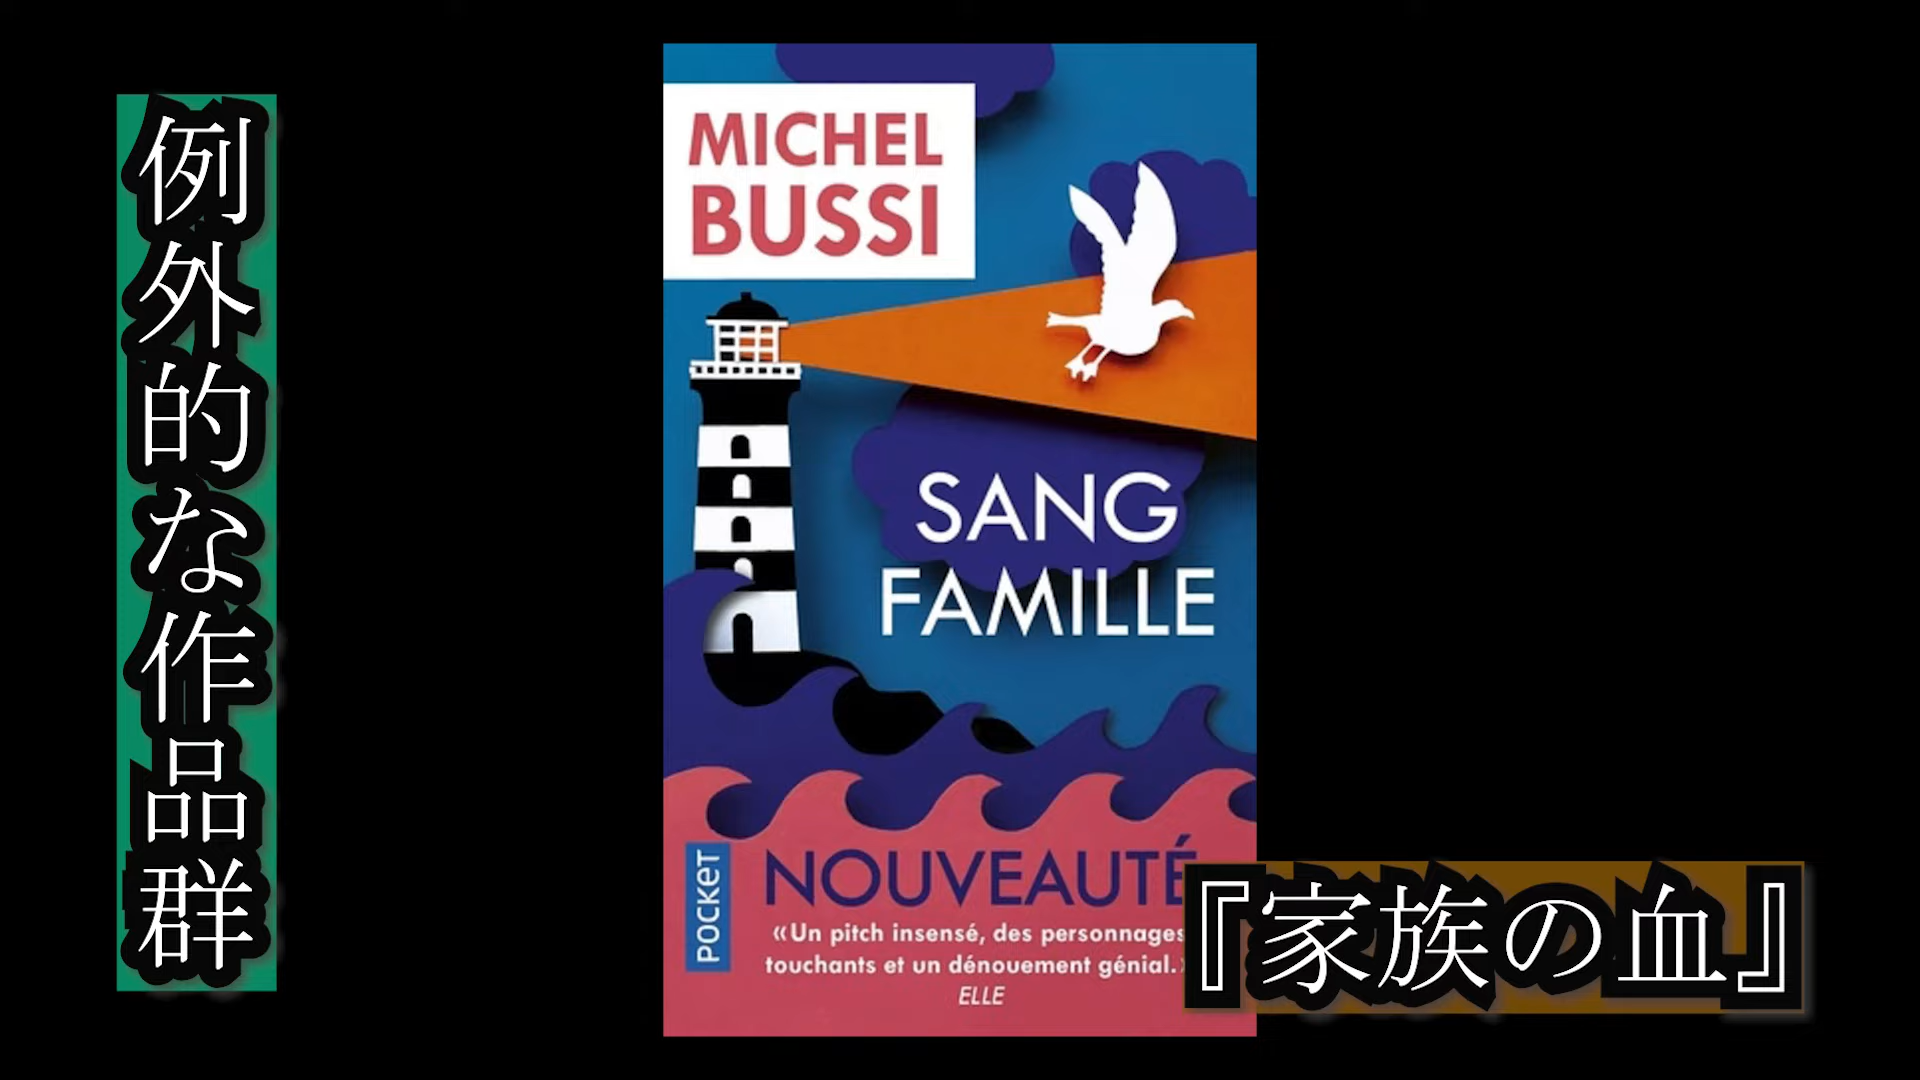 例外的な作品群
MICHEL
BUSSI
SANG
FAMILLE
POCKET
NOUVEAUTÉ
«Un pitch insensé, des personnages
touchants et un dénouement génial.»
ELLE
『家族の血』